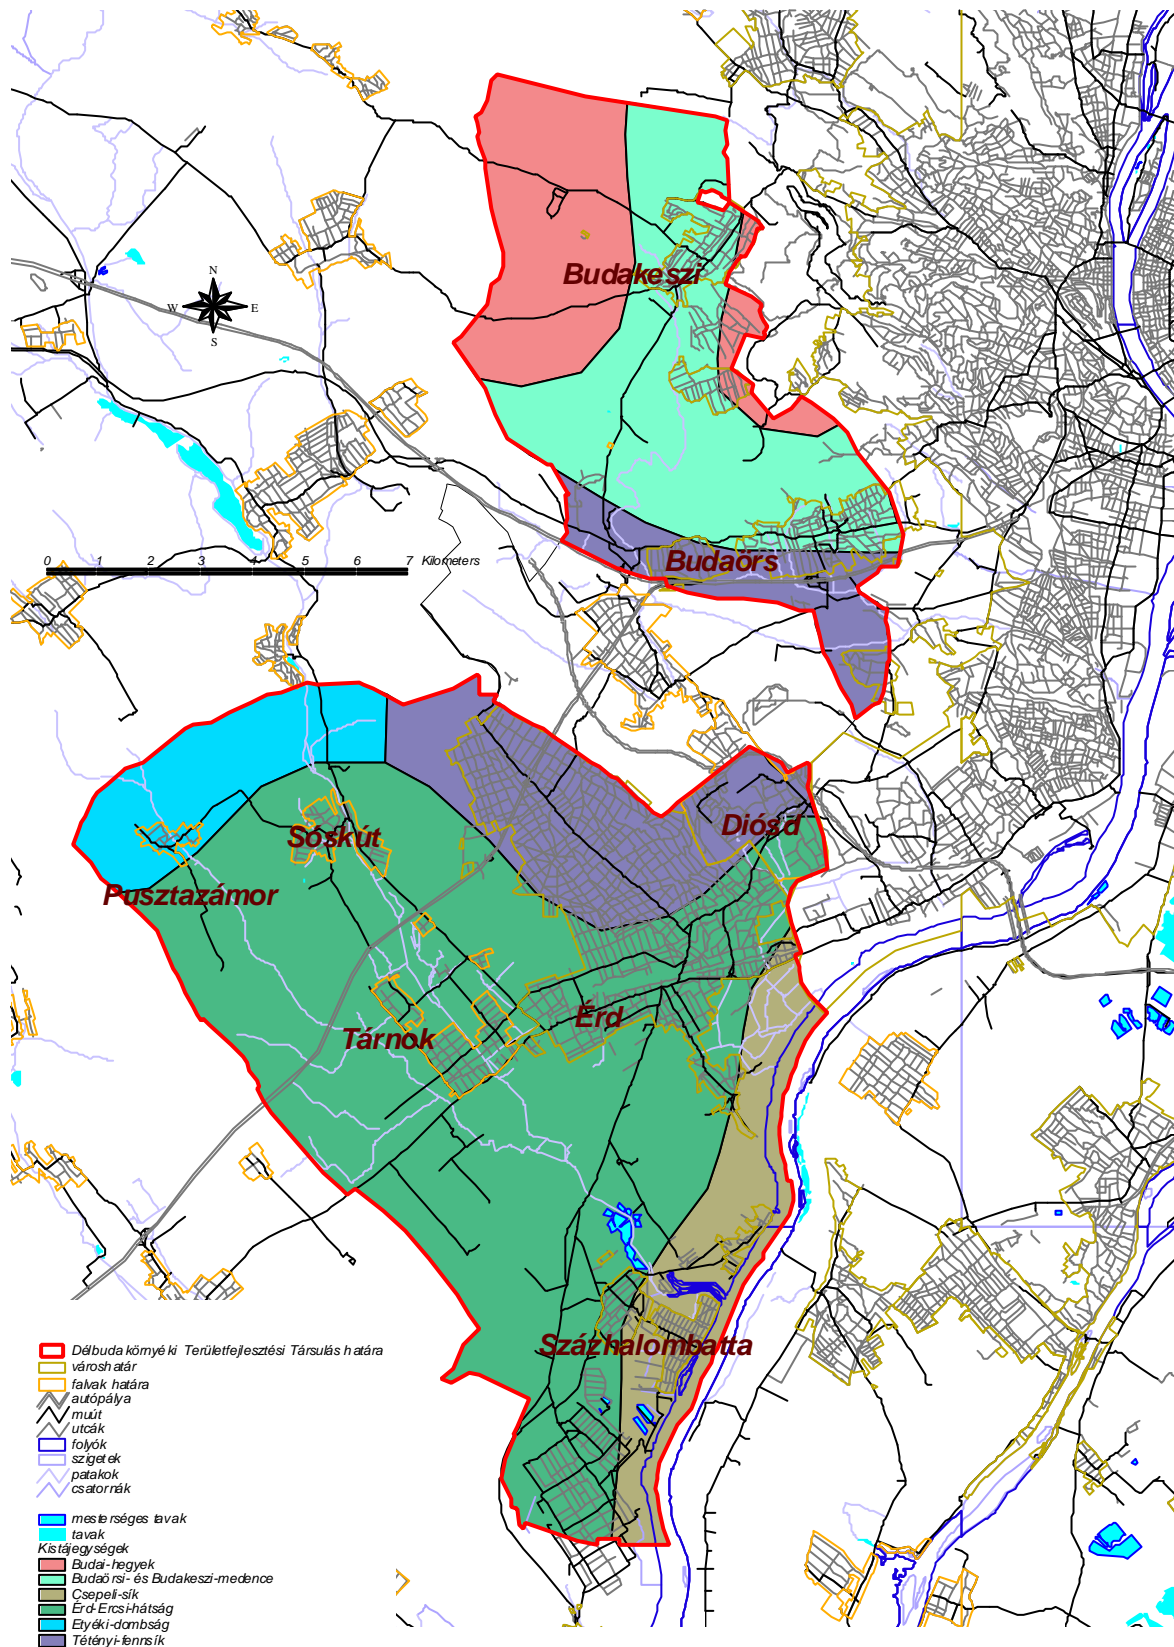 Budakeszi
N
W E
S
0 1 2 3 4 5 6 7 Kilometers
Budaörs
Diósd
Sóskút
Pusztazámor
Érd
Tárnok
Százhalombatta
Délbuda környéki Területfejlesztési Társulás határa
városhatár
falvak határa
autópálya
muút
utcák
folyók
szigetek
patakok
csatornák
mesterséges tavak
tavak
Kistájegységek
Budai-hegyek
Budaörsi- és Budakeszi-medence
Csepeli-sík
Érd-Ercsi-hátság
Etyéki-dombság
Tétényi-fennsík